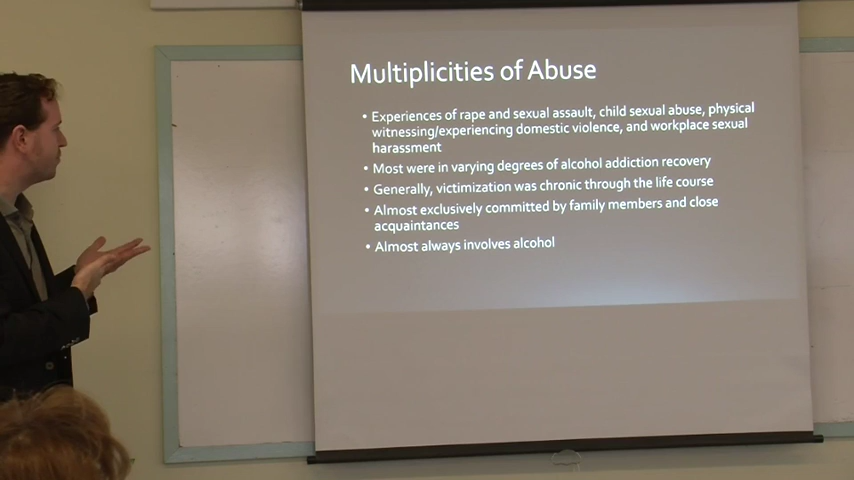 Multiplicities of Abuse
• Experiences of rape and sexual assault, child sexual abuse, physical
witnessing/experiencing domestic violence, and workplace sexual
harassment
• Most were in varying degrees of alcohol addiction recovery
• Generally, victimization was chronic through the life course
• Almost exclusively committed by family members and close
acquaintances
• Almost always involves alcohol